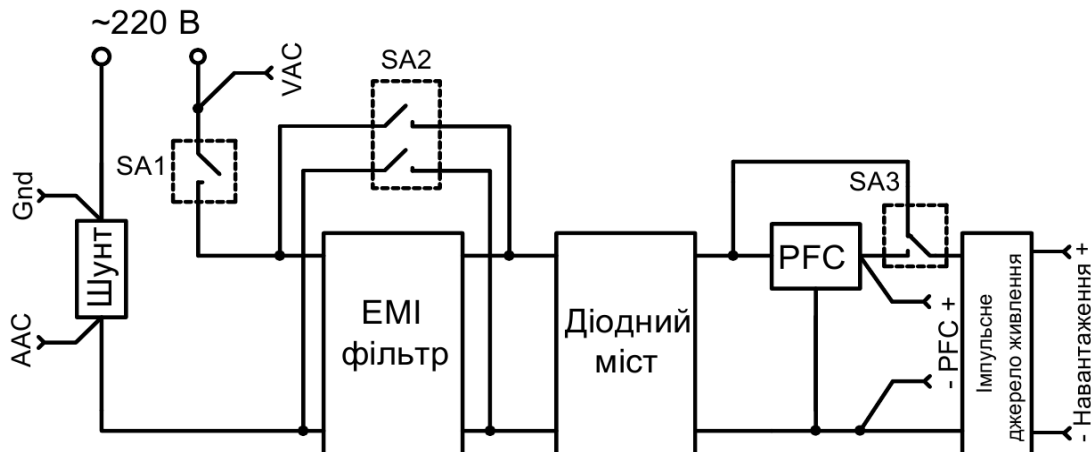 ~220 В
VAC
SA2
SA1
Gnd
Шунт
AAC
EMI
фільтр
Діодний
міст
SA3
PFC
- PFC +
Імпульсне
джерело живлення
- Навантаження +